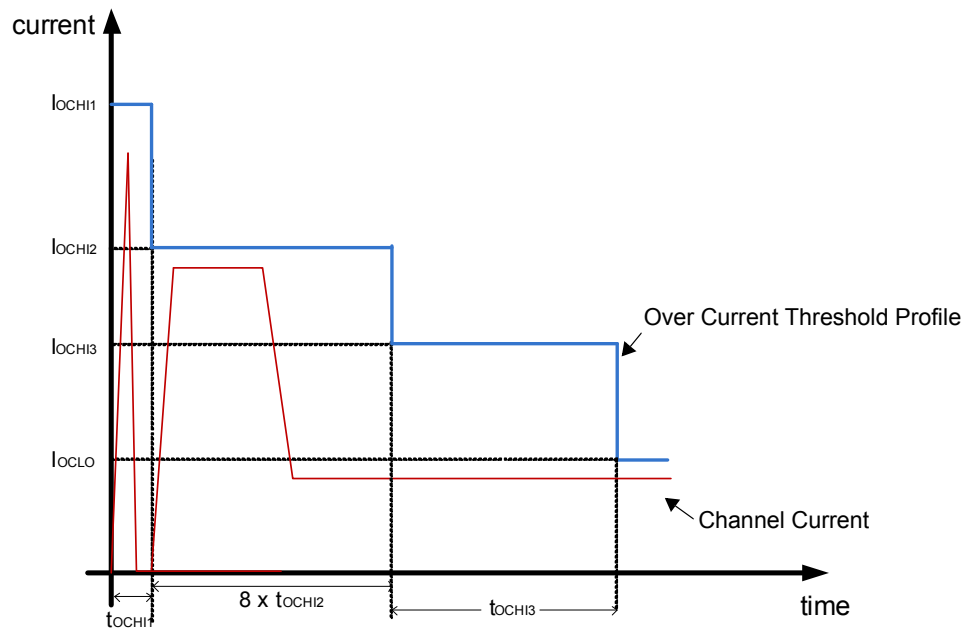 current
IOCHI1
IOCHI2
IOCHI3
IOCLO
Over Current Threshold Profile
Channel Current
tOCHI1
8 x tOCHI2
tOCHI3
time